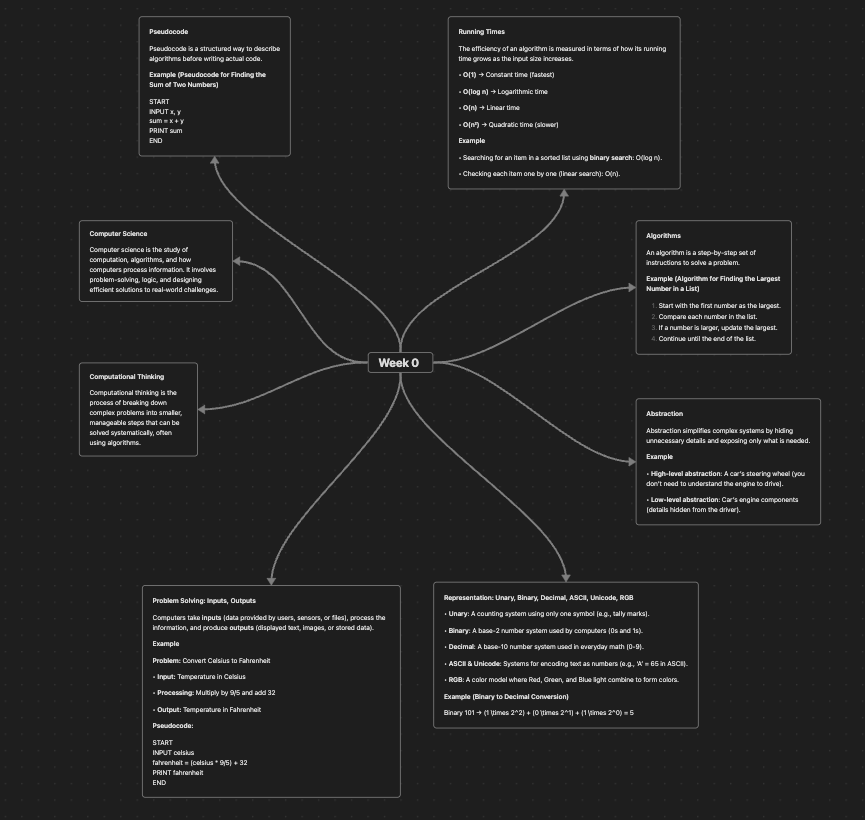 Pseudocode
Pseudocode is a structured way to describe
algorithms before writing actual code.
Example (Pseudocode for Finding the
Sum of Two Numbers)
START
INPUT x, y
sum = x + y
PRINT sum
END
Running Times
The efficiency of an algorithm is measured in terms of how its running
time grows as the input size increases.
• O(1) → Constant time (fastest)
• O(log n) → Logarithmic time
• O(n) → Linear time
• O(n²) → Quadratic time (slower)
Example
• Searching for an item in a sorted list using binary search: O(log n).
• Checking each item one by one (linear search): O(n).
Computer Science
Computer science is the study of
computation, algorithms, and how
computers process information. It involves
problem-solving, logic, and designing
efficient solutions to real-world challenges.
Algorithms
An algorithm is a step-by-step set of
instructions to solve a problem.
Example (Algorithm for Finding the Largest
Number in a List)
1. Start with the first number as the largest.
2. Compare each number in the list.
3. If a number is larger, update the largest.
4. Continue until the end of the list.
Week 0
Computational Thinking
Computational thinking is the
process of breaking down
complex problems into smaller,
manageable steps that can be
solved systematically, often
using algorithms.
Abstraction
Abstraction simplifies complex systems by hiding
unnecessary details and exposing only what is needed.
Example
• High-level abstraction: A car's steering wheel (you
don't need to understand the engine to drive).
• Low-level abstraction: Car's engine components
(details hidden from the driver).
Problem Solving: Inputs, Outputs
Computers take inputs (data provided by users, sensors, or files), process the
information, and produce outputs (displayed text, images, or stored data).
Example
Problem: Convert Celsius to Fahrenheit
• Input: Temperature in Celsius
• Processing: Multiply by 9/5 and add 32
• Output: Temperature in Fahrenheit
Pseudocode:
START
INPUT celsius
fahrenheit = (celsius * 9/5) + 32
PRINT fahrenheit
END
Representation: Unary, Binary, Decimal, ASCII, Unicode, RGB
• Unary: A counting system using only one symbol (e.g., tally marks).
• Binary: A base-2 number system used by computers (0s and 1s).
• Decimal: A base-10 number system used in everyday math (0-9).
• ASCII & Unicode: Systems for encoding text as numbers (e.g., 'A' = 65 in ASCII).
• RGB: A color model where Red, Green, and Blue light combine to form colors.
Example (Binary to Decimal Conversion)
Binary 101 → (1 \times 2^2) + (0 \times 2^1) + (1 \times 2^0) = 5